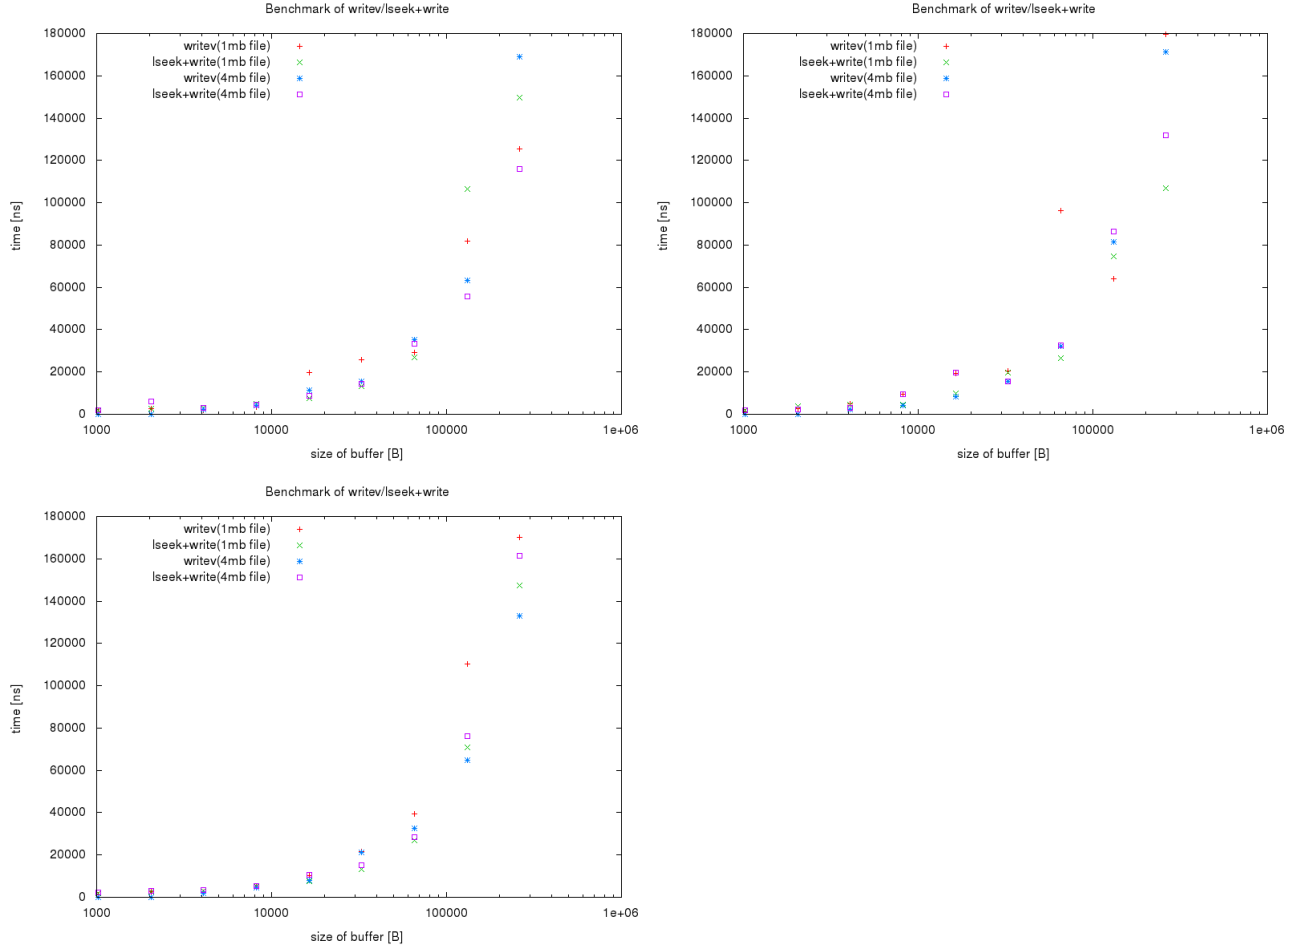 Benchmark of writev/lseek+write
180000
160000
140000
120000
100000
80000
60000
40000
20000
0
time [ns]
writev(1mb file)
lseek+write(1mb file)
writev(4mb file)
lseek+write(4mb file)
1000
10000
100000
1e+06
size of buffer [B]
Benchmark of writev/lseek+write
180000
160000
140000
120000
100000
80000
60000
40000
20000
0
time [ns]
writev(1mb file)
lseek+write(1mb file)
writev(4mb file)
lseek+write(4mb file)
1000
10000
100000
1e+06
size of buffer [B]
Benchmark of writev/lseek+write
180000
160000
140000
120000
100000
80000
60000
40000
20000
0
time [ns]
writev(1mb file)
lseek+write(1mb file)
writev(4mb file)
lseek+write(4mb file)
1000
10000
100000
1e+06
size of buffer [B]